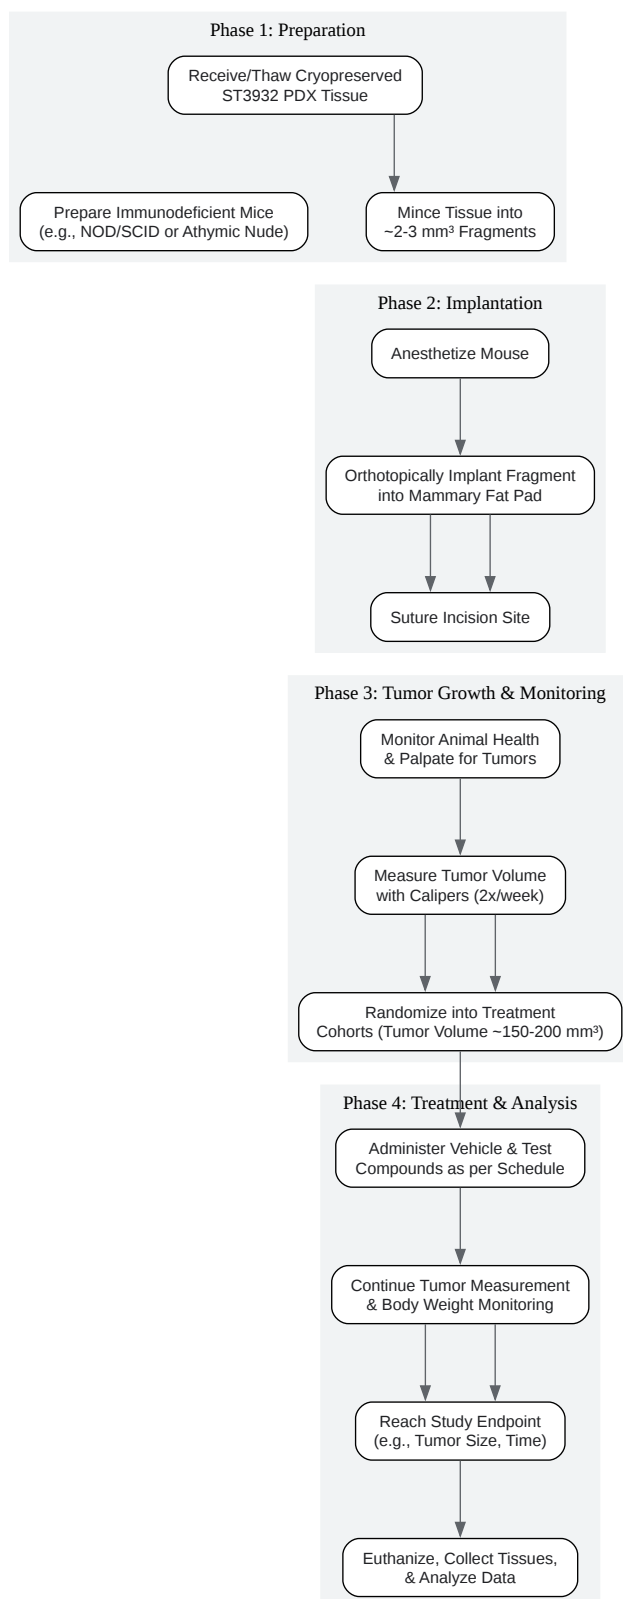 Phase 1: Preparation
Receive/Thaw Cryopreserved
ST3932 PDX Tissue
Prepare Immunodeficient Mice
(e.g., NOD/SCID or Athymic Nude)
Mince Tissue into
~2-3 mm³ Fragments
Phase 2: Implantation
Anesthetize Mouse
Orthotopically Implant Fragment
into Mammary Fat Pad
Suture Incision Site
Phase 3: Tumor Growth & Monitoring
Monitor Animal Health
& Palpate for Tumors
Measure Tumor Volume
with Calipers (2x/week)
Randomize into Treatment
Cohorts (Tumor Volume ~150-200 mm³)
Phase 4: Treatment & Analysis
Administer Vehicle & Test
Compounds as per Schedule
Continue Tumor Measurement
& Body Weight Monitoring
Reach Study Endpoint
(e.g., Tumor Size, Time)
Euthanize, Collect Tissues,
& Analyze Data